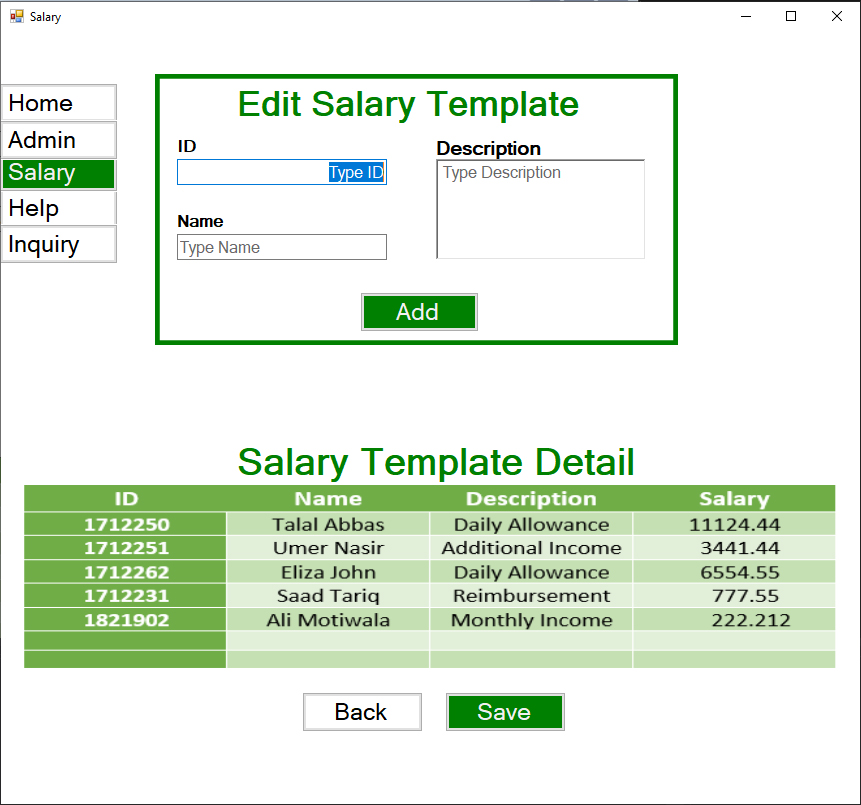 Salary
Home
Admin
Salary
Help
Inquiry
Edit Salary Template
ID
Type ID
Name
Type Name
Description
Type Description
Add
Salary Template Detail
ID Name Description Salary
1712250 Talal Abbas Daily Allowance 11124.44
1712251 Umer Nasir Additional Income 3441.44
1712262 Eliza John Daily Allowance 6554.55
1712231 Saad Tariq Reimbursement 777.55
1821902 Ali Motiwala Monthly Income 222.212
Back Save